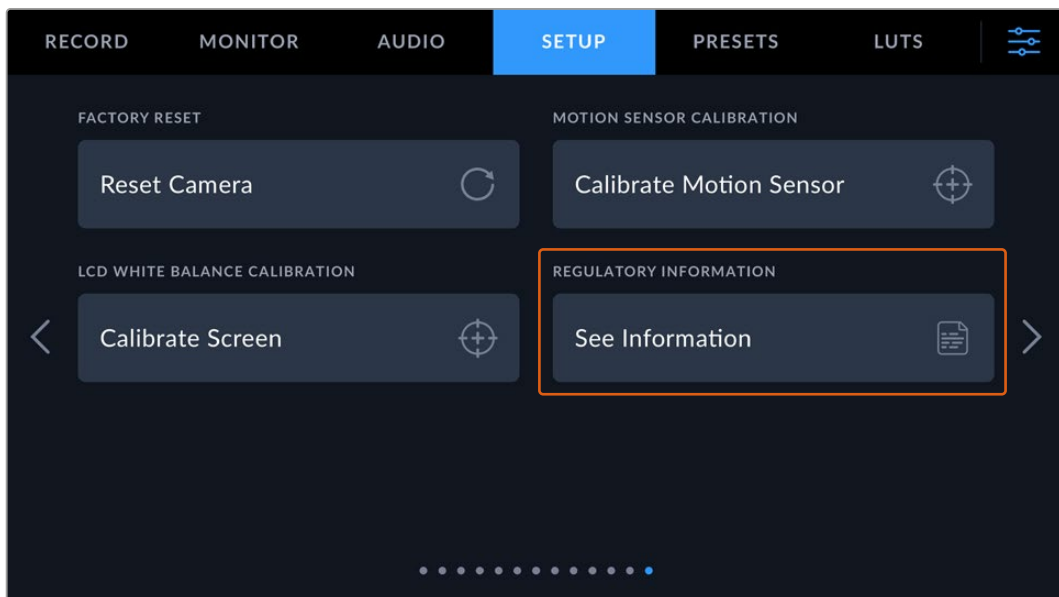 RECORD MONITOR AUDIO SETUP PRESETS LUTS
FACTORY RESET MOTION SENSOR CALIBRATION
Reset Camera Calibrate Motion Sensor
LCD WHITE BALANCE CALIBRATION REGULATORY INFORMATION
Calibrate Screen See Information